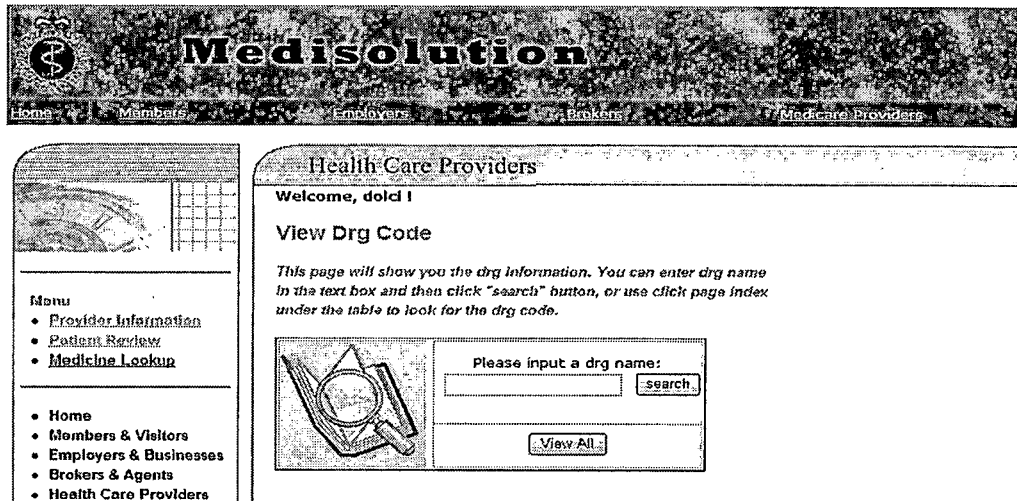 Medisolution
Home Members Employers Brokers Medicare Providers
Health Care Providers
Welcome, dolci !
View Drg Code
This page will show you the drg information. You can enter drg name
in the text box and then click "search" button, or use click page index
under the table to look for the drg code.
Menu
Provider Information
Patient Review
Medicine Lookup
Please input a drg name:
search
View All
Home
Members & Visitors
Employers & Businesses
Brokers & Agents
Health Care Providers